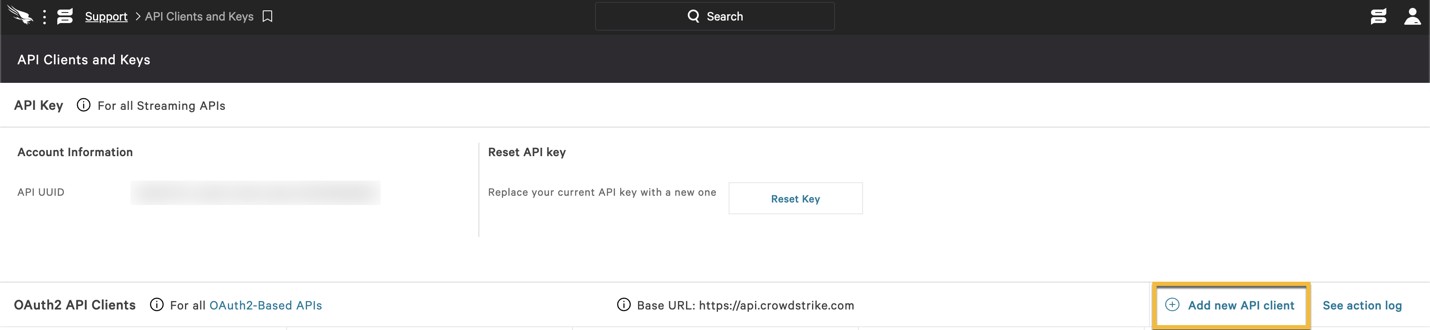 Support > API Clients and Keys
Search
API Clients and Keys
API Key For all Streaming APIs
Account Information
Reset API key
API UUID
Replace your current API key with a new one
Reset Key
OAuth2 API Clients For all OAuth2-Based APIs
Base URL: https://api.crowdstrike.com
Add new API client
See action log